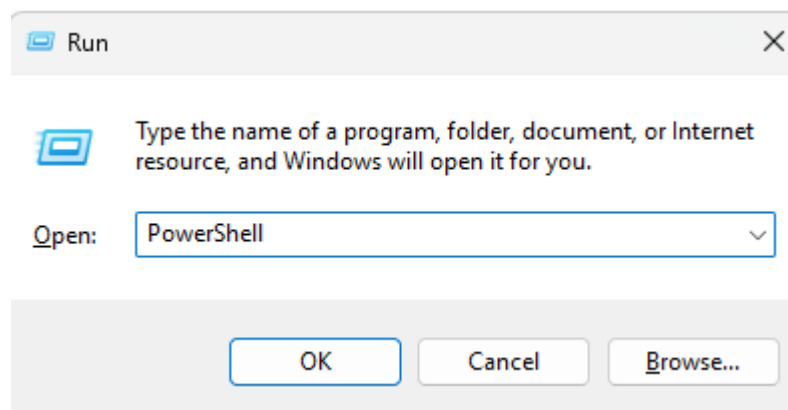 Run
Type the name of a program, folder, document, or Internet
resource, and Windows will open it for you.
Open: PowerShell
OK Cancel Browse...